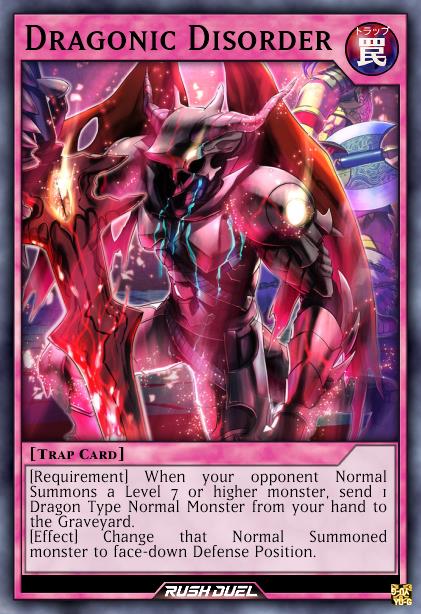 Dragonic Disorder
トラップ
罠
[Trap Card]
[Requirement] When your opponent Normal
Summons a Level 7 or higher monster, send 1
Dragon Type Normal Monster from your hand to
the Graveyard.
[Effect] Change that Normal Summoned
monster to face-down Defense Position.
RUSH DUEL